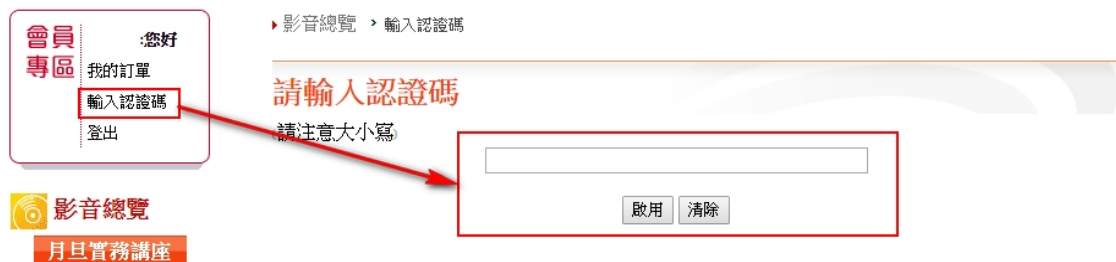 會員專區
:您好
我的訂單
輸入認證碼
登出
影音總覽
月旦實務講座
影音總覽 › 輸入認證碼
請輸入認證碼
(請注意大小寫)
啟用 清除